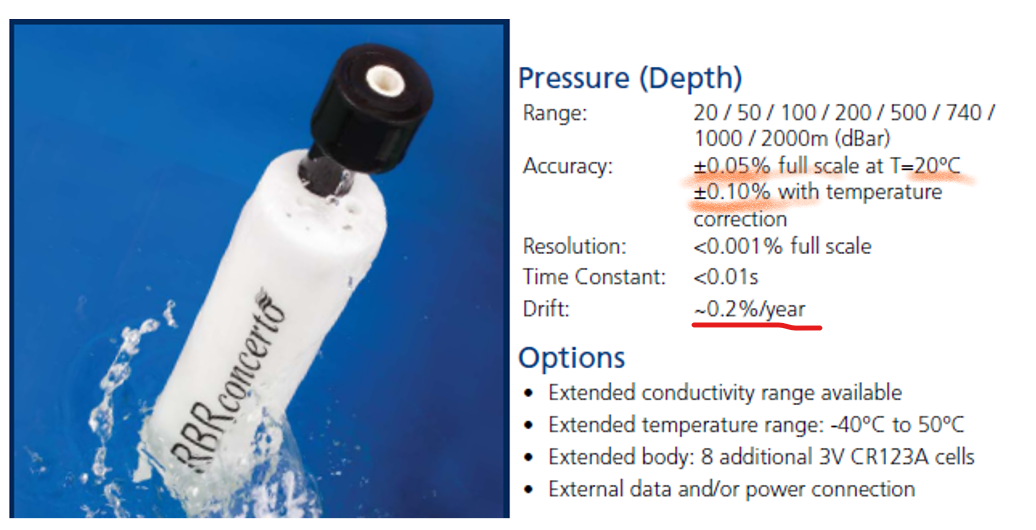 RBRconcerto
Pressure (Depth)
Range: 20 / 50 / 100 / 200 / 500 / 740 /
1000 / 2000m (dBar)
Accuracy: ±0.05% full scale at T=20ºC
±0.10% with temperature
correction
Resolution: <0.001% full scale
Time Constant: <0.01s
Drift: ~0.2%/year
Options
• Extended conductivity range available
• Extended temperature range: -40ºC to 50ºC
• Extended body: 8 additional 3V CR123A cells
• External data and/or power connection